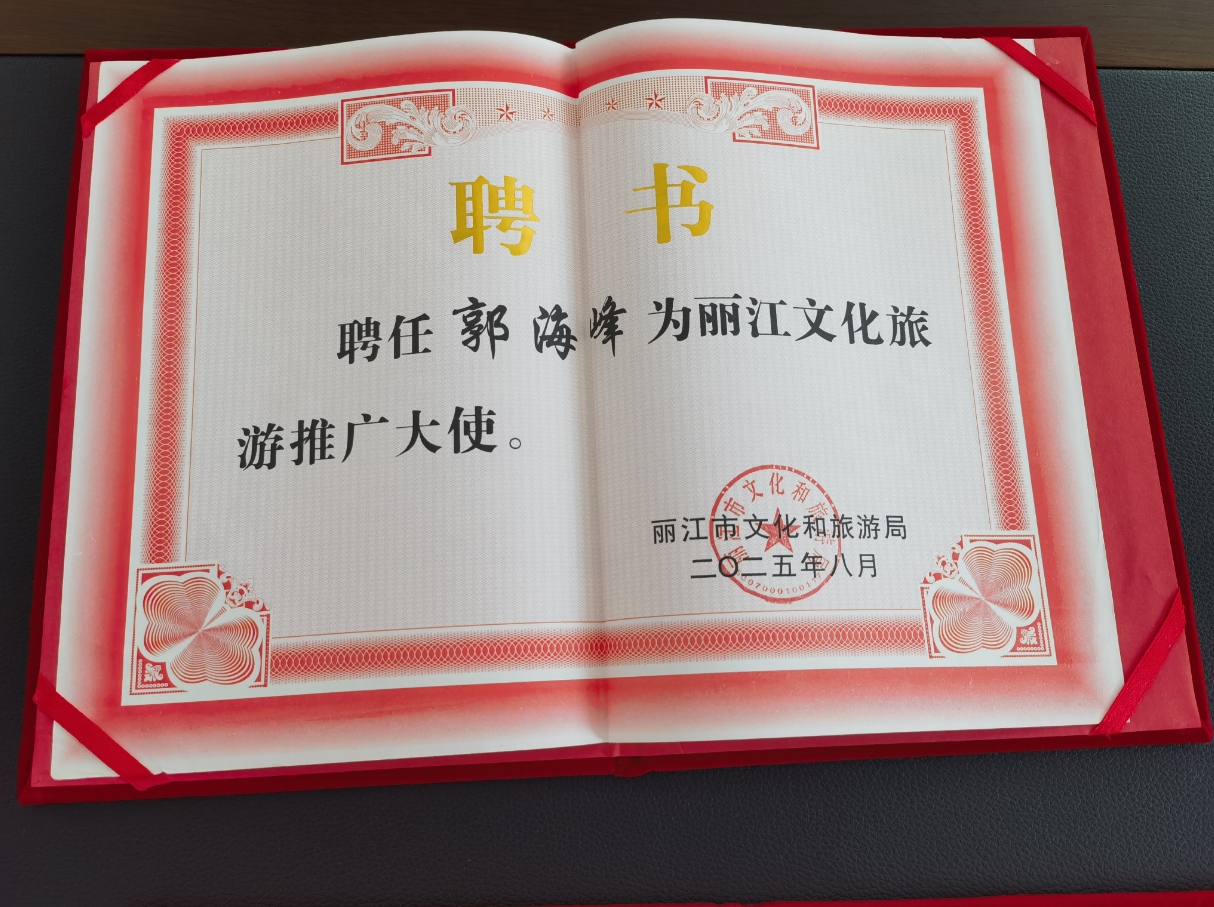 聘书
聘任郭海峰为丽江文化旅
游推广大使。
丽江市文化和旅游局
二〇二五年八月